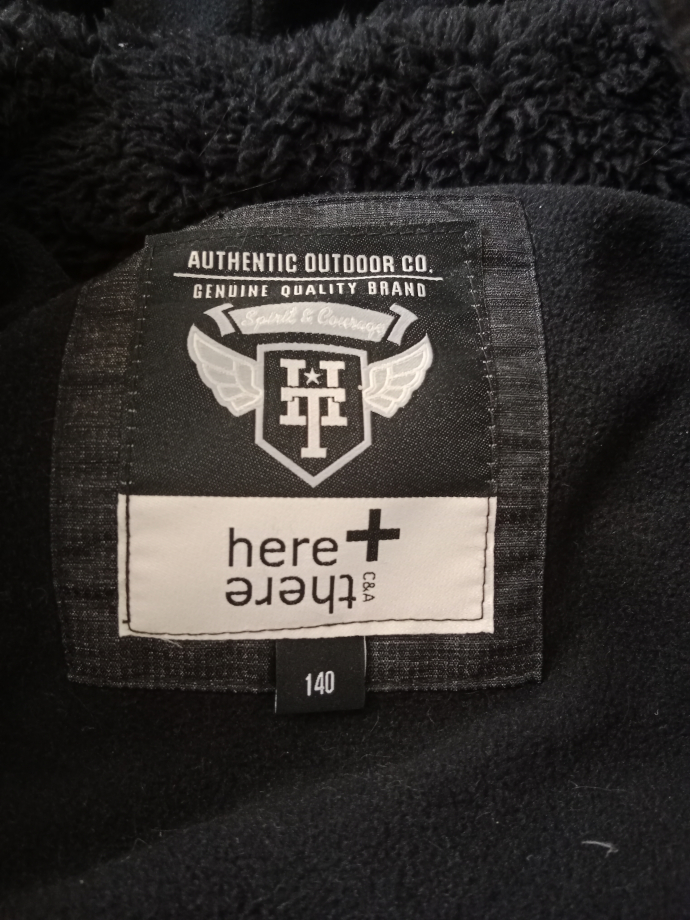 AUTHENTIC OUTDOOR CO.
GENUINE QUALITY BRAND
Spirit & Courage
HT
here+
there
C&A
140